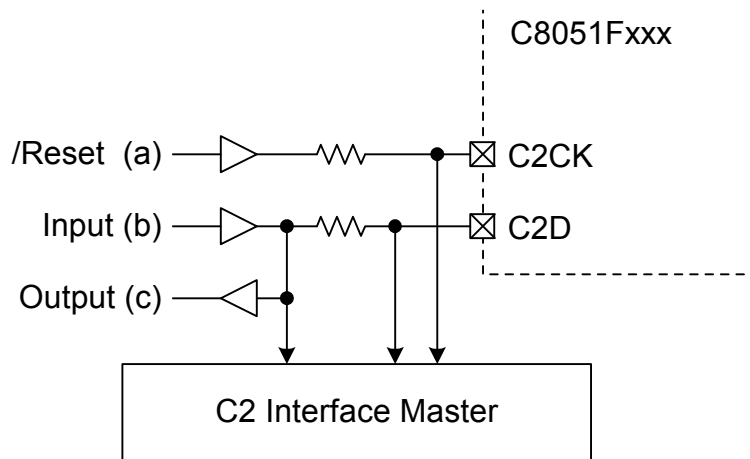 C8051Fxxx
/Reset (a)
C2CK
Input (b)
C2D
Output (c)
C2 Interface Master